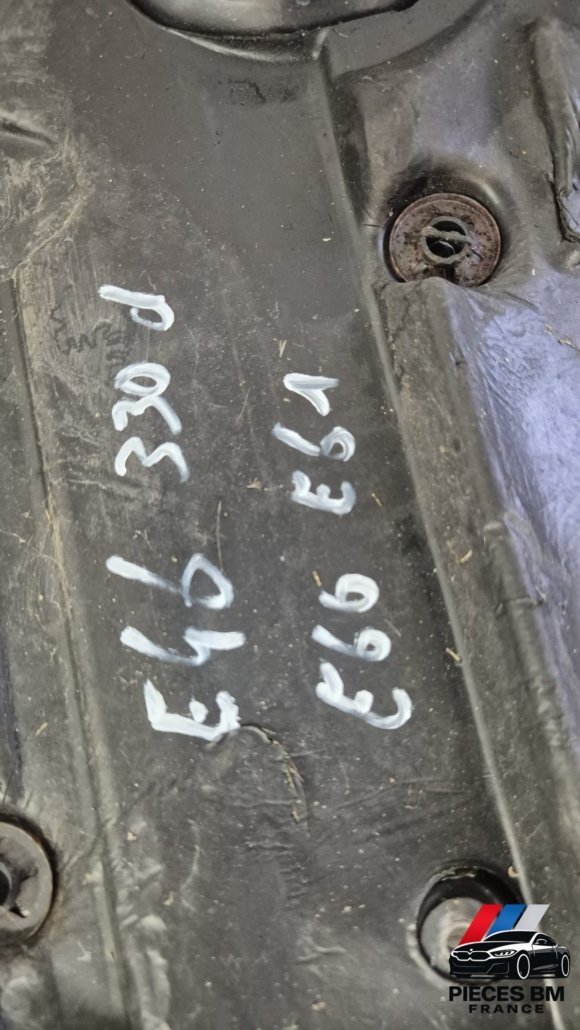 E46 330d
E66 E61
PIECES BM
FRANCE